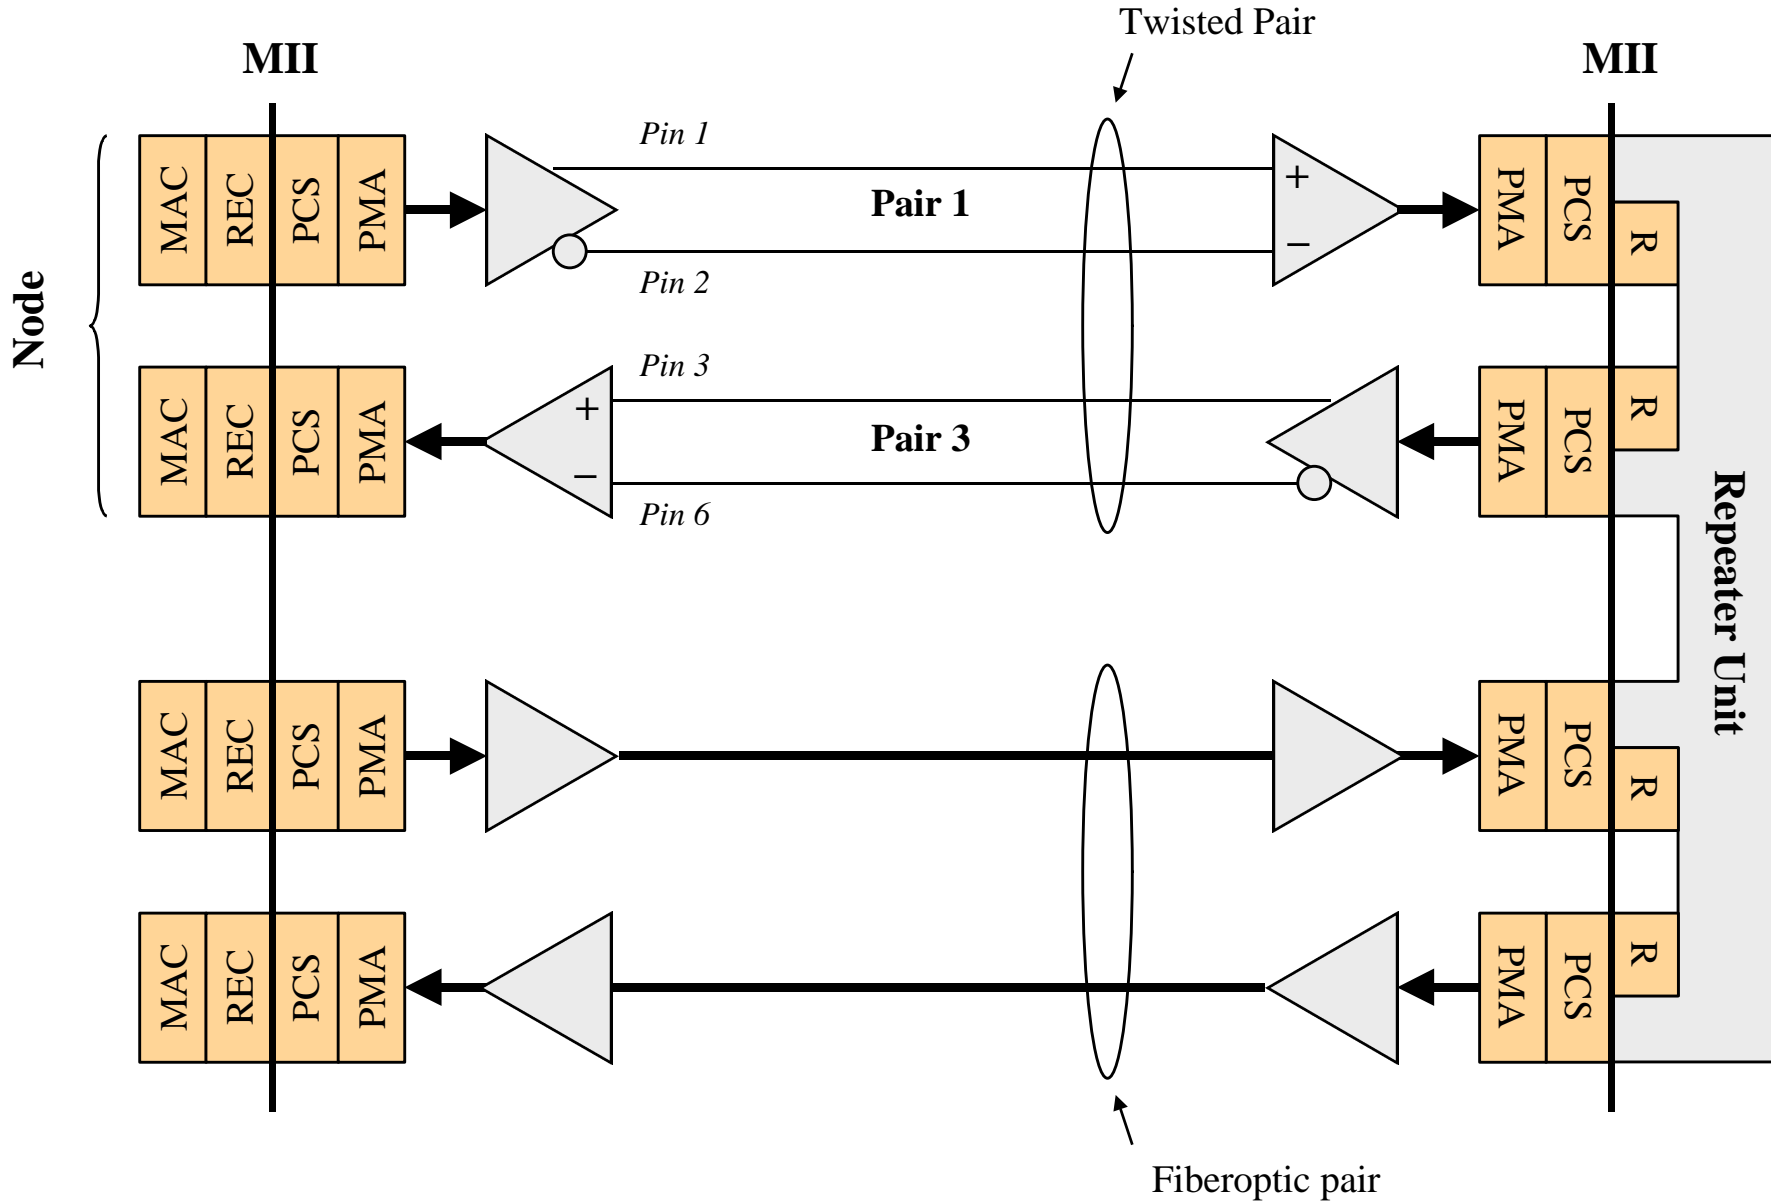 Twisted Pair
MII
MII
Node
MAC
REC
PCS
PMA
Pin 1
Pair 1
Pin 2
+
−
PMA
PCS
R
MAC
REC
PCS
PMA
+
−
Pin 3
Pair 3
Pin 6
PMA
PCS
R
Repeater Unit
MAC
REC
PCS
PMA
PMA
PCS
R
MAC
REC
PCS
PMA
PMA
PCS
R
Fiberoptic pair